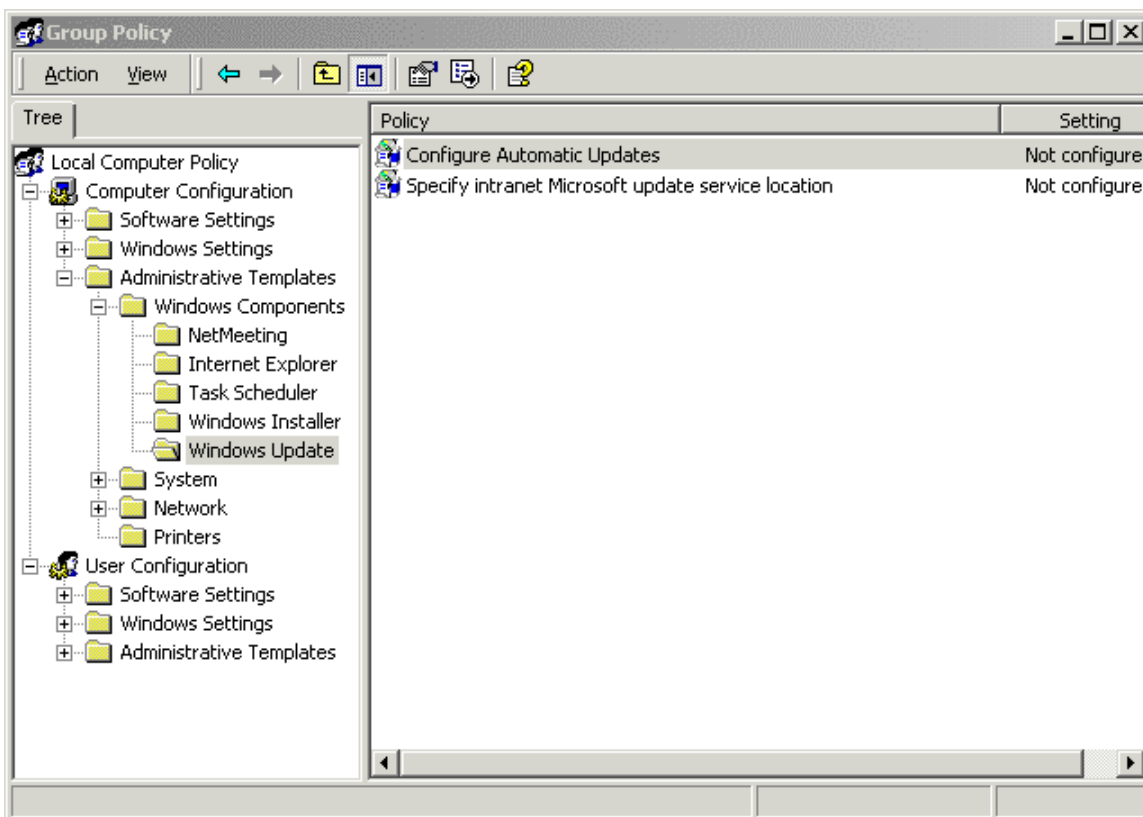 Group Policy
Action View
Tree
Policy Setting
Local Computer Policy
Computer Configuration
Software Settings
Windows Settings
Administrative Templates
Windows Components
NetMeeting
Internet Explorer
Task Scheduler
Windows Installer
Windows Update
System
Network
Printers
User Configuration
Software Settings
Windows Settings
Administrative Templates
Configure Automatic Updates Not configure
Specify intranet Microsoft update service location Not configure